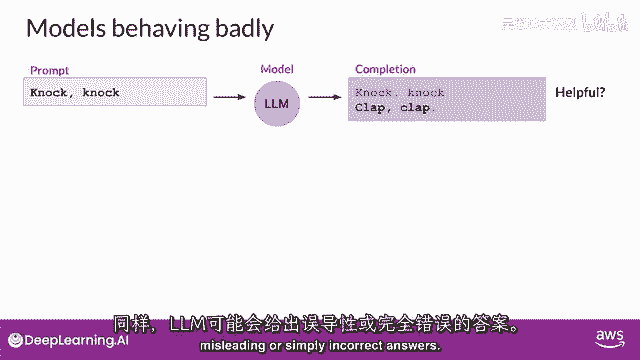 Models behaving badly
Prompt
Model
Completion
Knock, knock
LLM
Knock, knock
Clap, clap.
Helpful?
同样，LLM可能会给出误导性或完全错误的答案。
misleading or simply incorrect answers.
DeepLearning.AI
aws